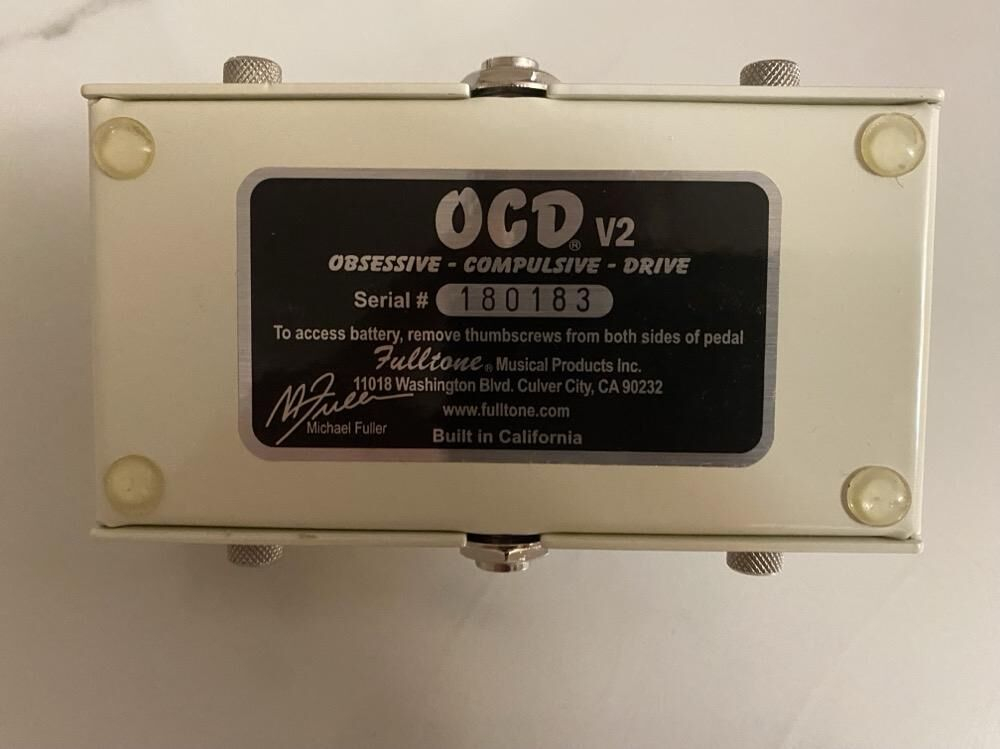 OCD® V2
OBSESSIVE - COMPULSIVE - DRIVE
Serial # 180183
To access battery, remove thumbscrews from both sides of pedal
Fulltone® Musical Products Inc.
11018 Washington Blvd. Culver City, CA 90232
www.fulltone.com
M Fuller
Michael Fuller
Built in California